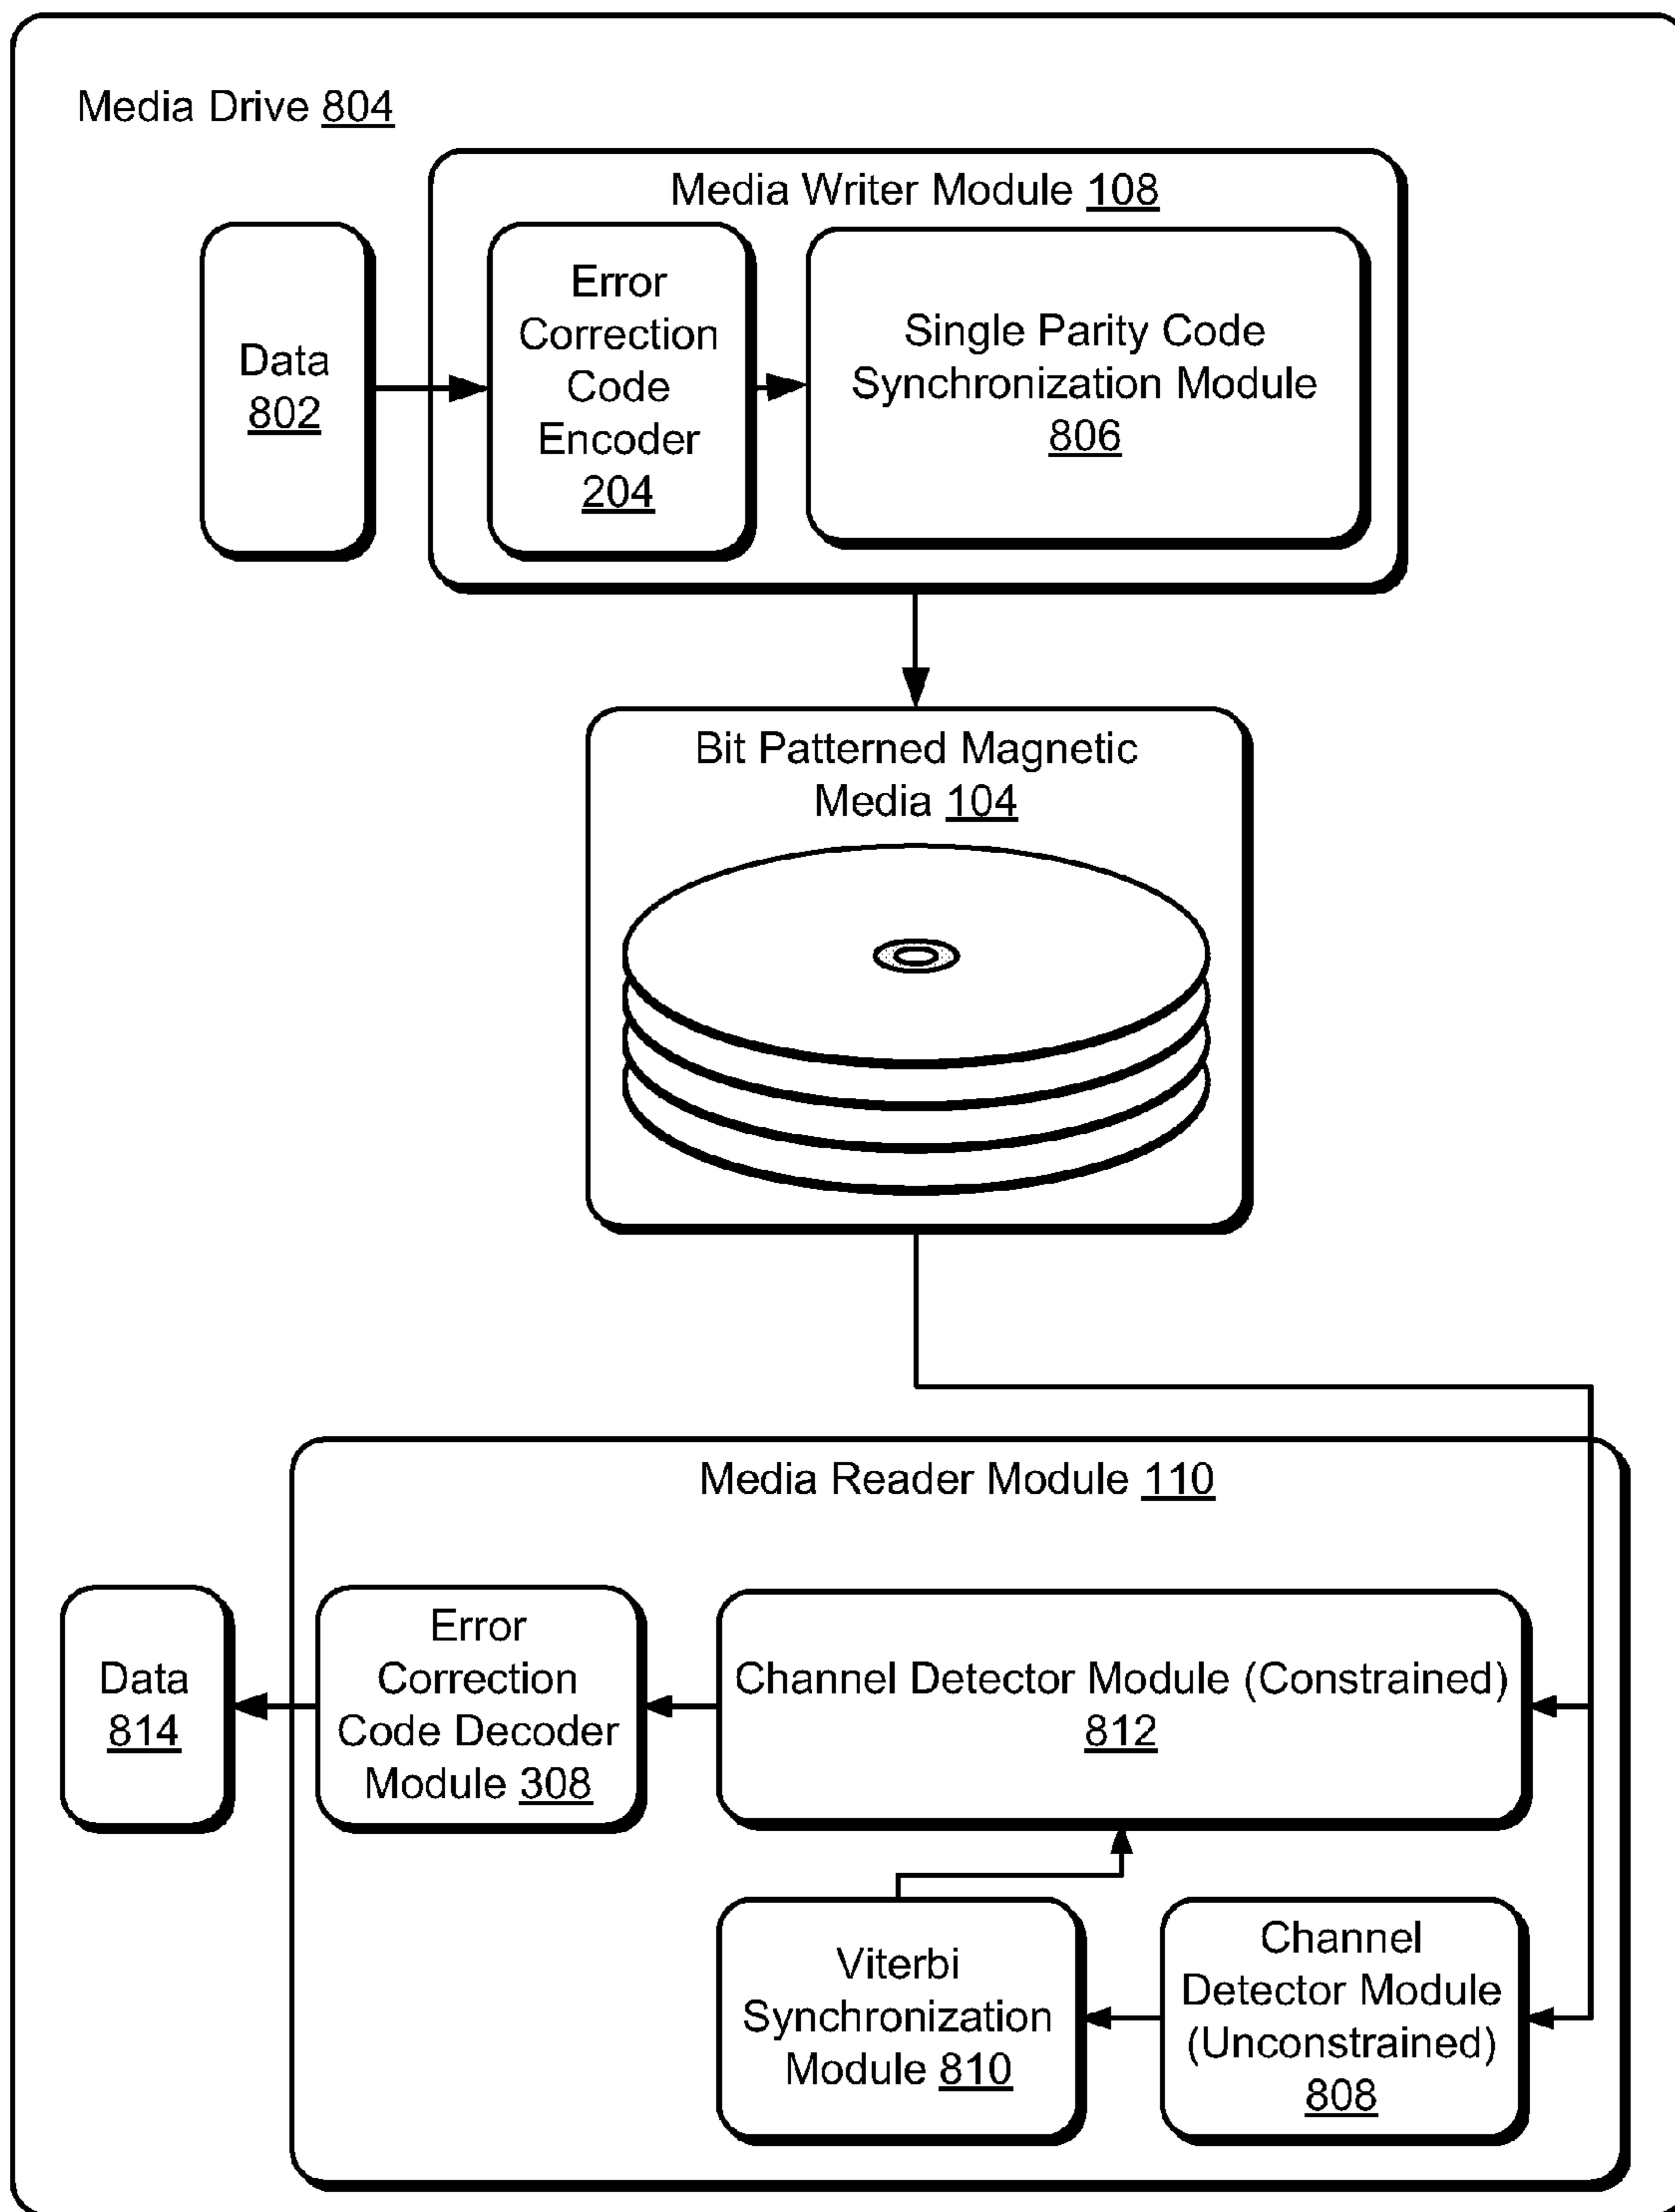 Media Drive 804
Media Writer Module 108
Data
802
Error
Correction
Code
Encoder
204
Single Parity Code
Synchronization Module
806
Bit Patterned Magnetic
Media 104
Media Reader Module 110
Data
814
Error
Correction
Code Decoder
Module 308
Channel Detector Module (Constrained)
812
Viterbi
Synchronization
Module 810
Channel
Detector Module
(Unconstrained)
808